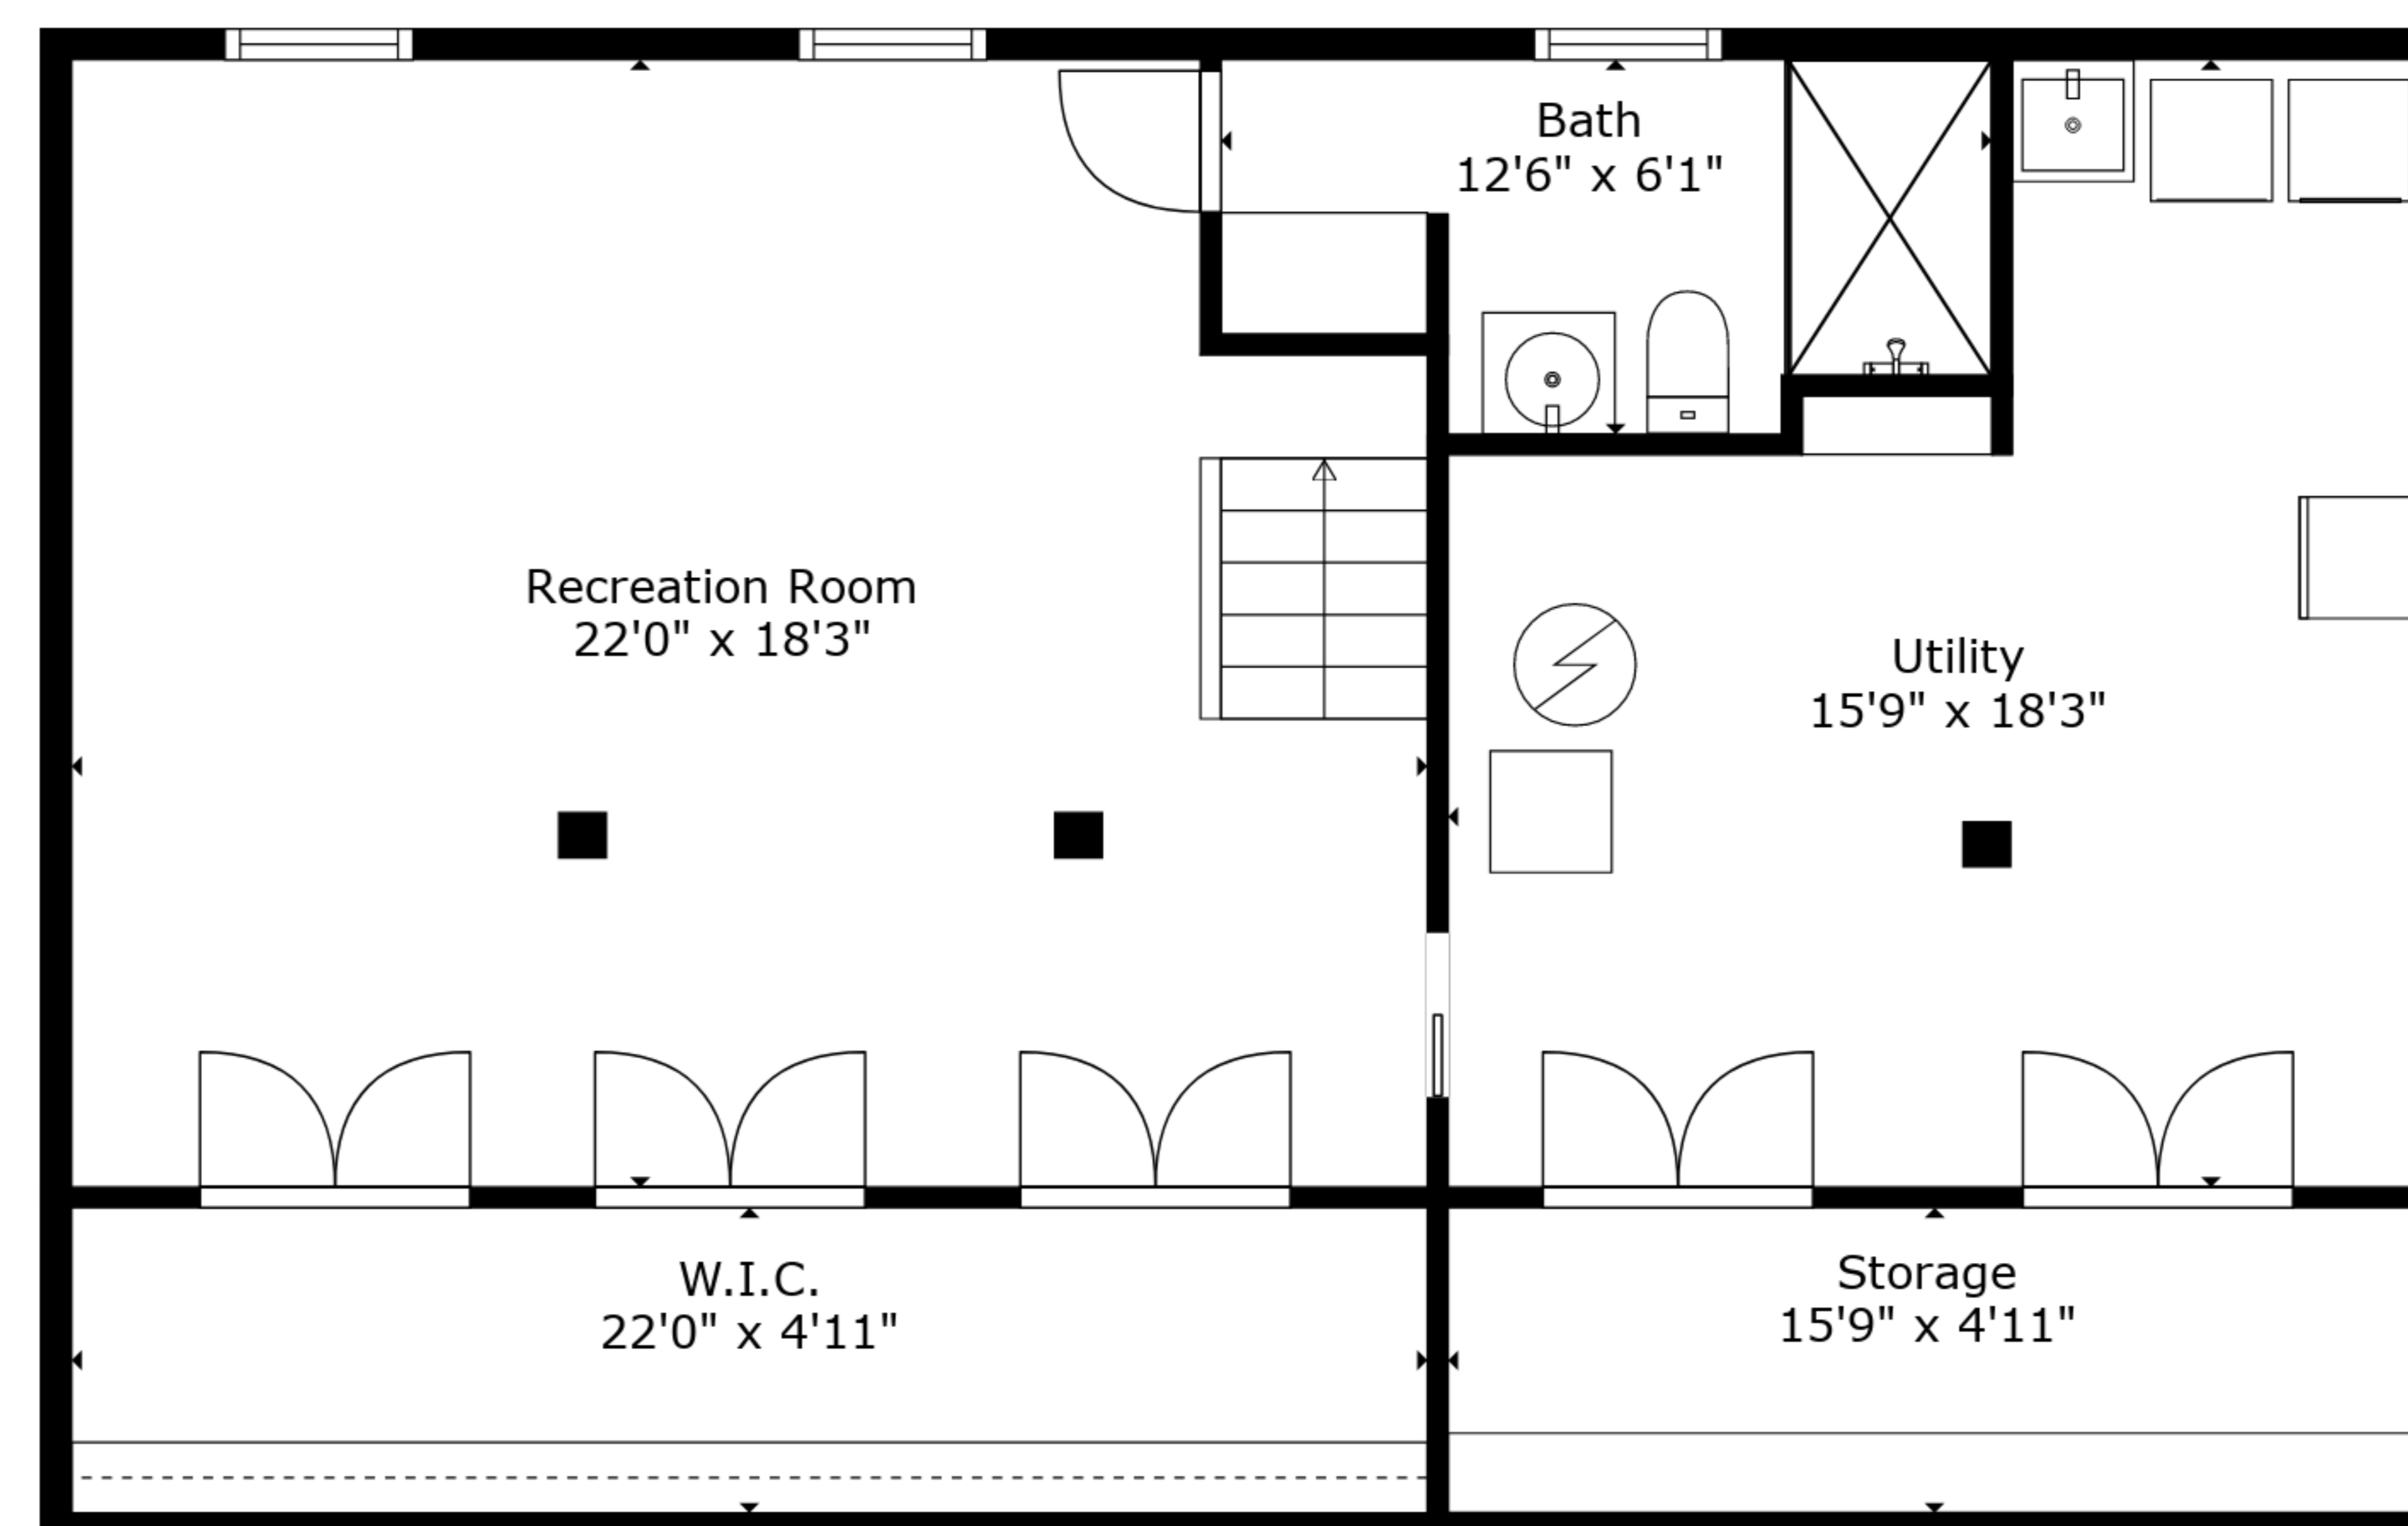 Bath
12'6" x 6'1"
Recreation Room
22'0" x 18'3"
Utility
15'9" x 18'3"
W.I.C.
22'0" x 4'11"
Storage
15'9" x 4'11"